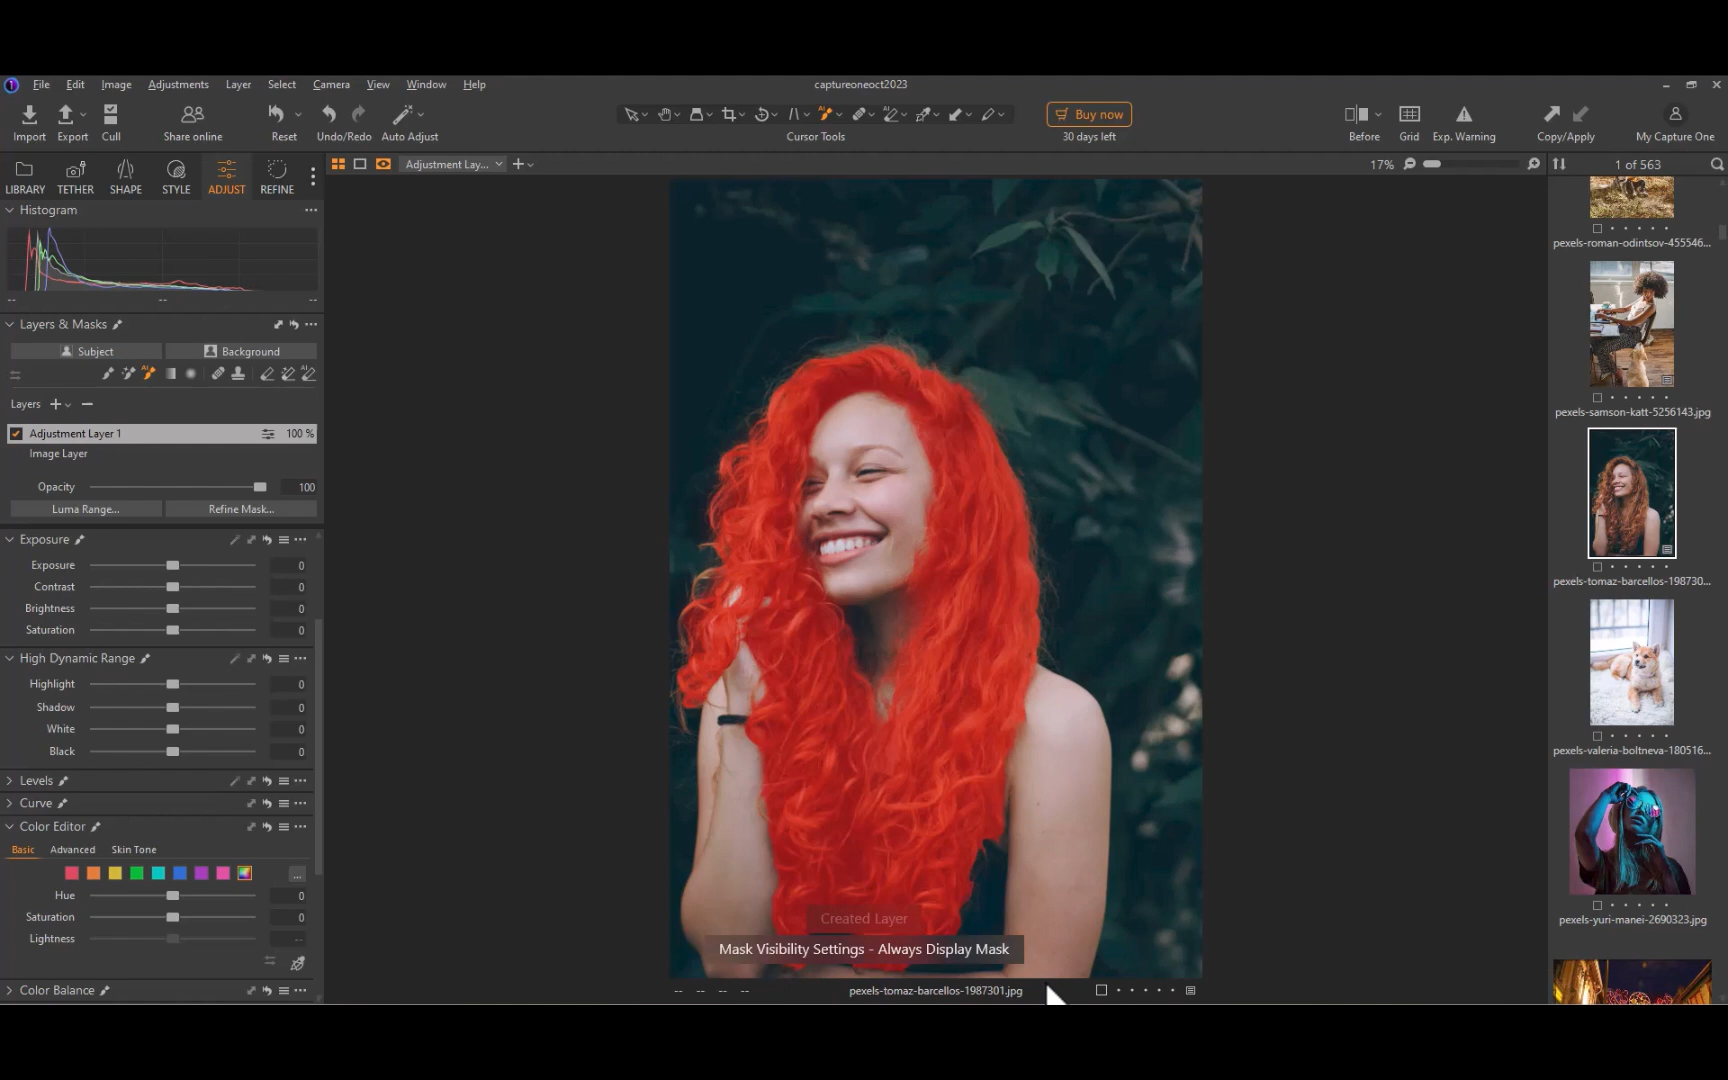 File Edit Image Adjustments Layer Select Camera View Window Help
captureoneoct2023
Import Export Cull Share online Reset Undo/Redo Auto Adjust
Cursor Tools
Buy now
30 days left
Before Grid Exp. Warning Copy/Apply My Capture One
LIBRARY TETHER SHAPE STYLE ADJUST REFINE
Adjustment Lay...
17%
1 of 563
Histogram
-- -- --
Layers & Masks
Subject Background
AI AI
Layers
Adjustment Layer 1 100 %
Image Layer
Opacity 100
Luma Range... Refine Mask...
Exposure
Exposure 0
Contrast 0
Brightness 0
Saturation 0
High Dynamic Range
Highlight 0
Shadow 0
White 0
Black 0
Levels
Curve
Color Editor
Basic Advanced Skin Tone
...
Hue 0
Saturation 0
Lightness --
Color Balance
Created Layer
Mask Visibility Settings - Always Display Mask
-- -- -- --
pexels-tomaz-barcellos-1987301.jpg
pexels-roman-odintsov-455546...
pexels-samson-katt-5256143.jpg
pexels-tomaz-barcellos-198730...
pexels-valeria-boltneva-180516...
pexels-yuri-manei-2690323.jpg